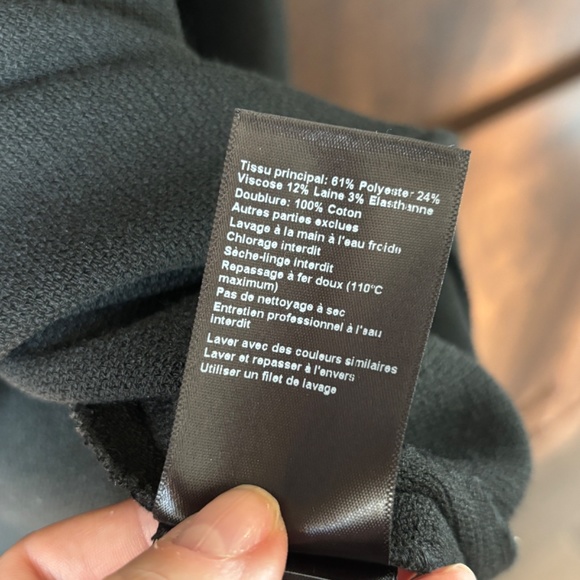 Tissu principal: 61% Polyester 24%
Viscose 12% Laine 3% Elasthanne
Doublure: 100% Coton
Autres parties exclues
Lavage à la main à l'eau froide
Chlorage interdit
Sèche-linge interdit
Repassage à fer doux (110°C
maximum)
Pas de nettoyage à sec
Entretien professionnel à l'eau
interdit
Laver avec des couleurs similaires
Laver et repasser à l'envers
Utiliser un filet de lavage